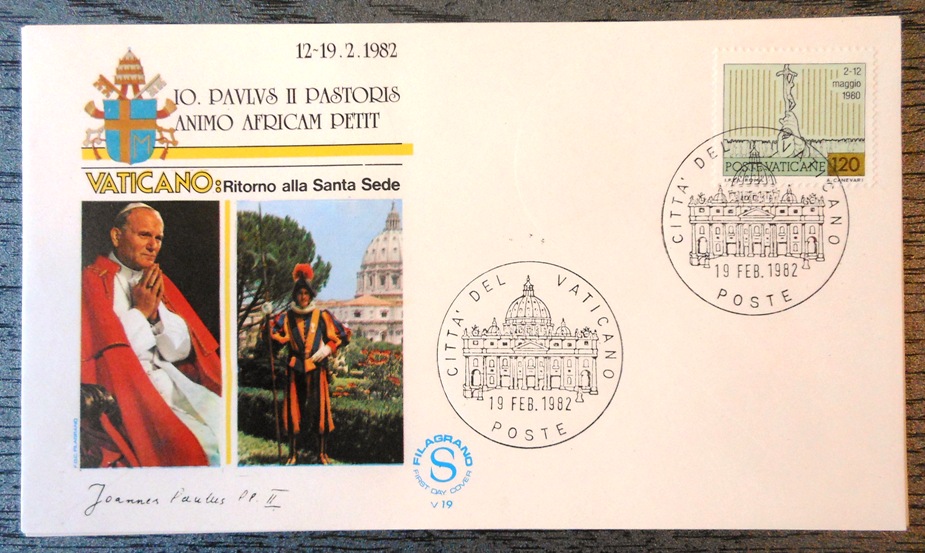 12-19.2.1982
IO. PAVLVS II PASTORIS
ANIMO AFRICAM PETIT
VATICANO: Ritorno alla Santa Sede
Joannes Paulus PP. II
FILAGRANO
S
FIRST DAY COVER
V 19
CITTA' DEL VATICANO
19 FEB. 1982
POSTE
2-12
maggio
1980
POSTE VATICANE 120
I.P.Z.S. ROMA A. CANEVARI
CITTA' DEL VATICANO
19 FEB. 1982
POSTE